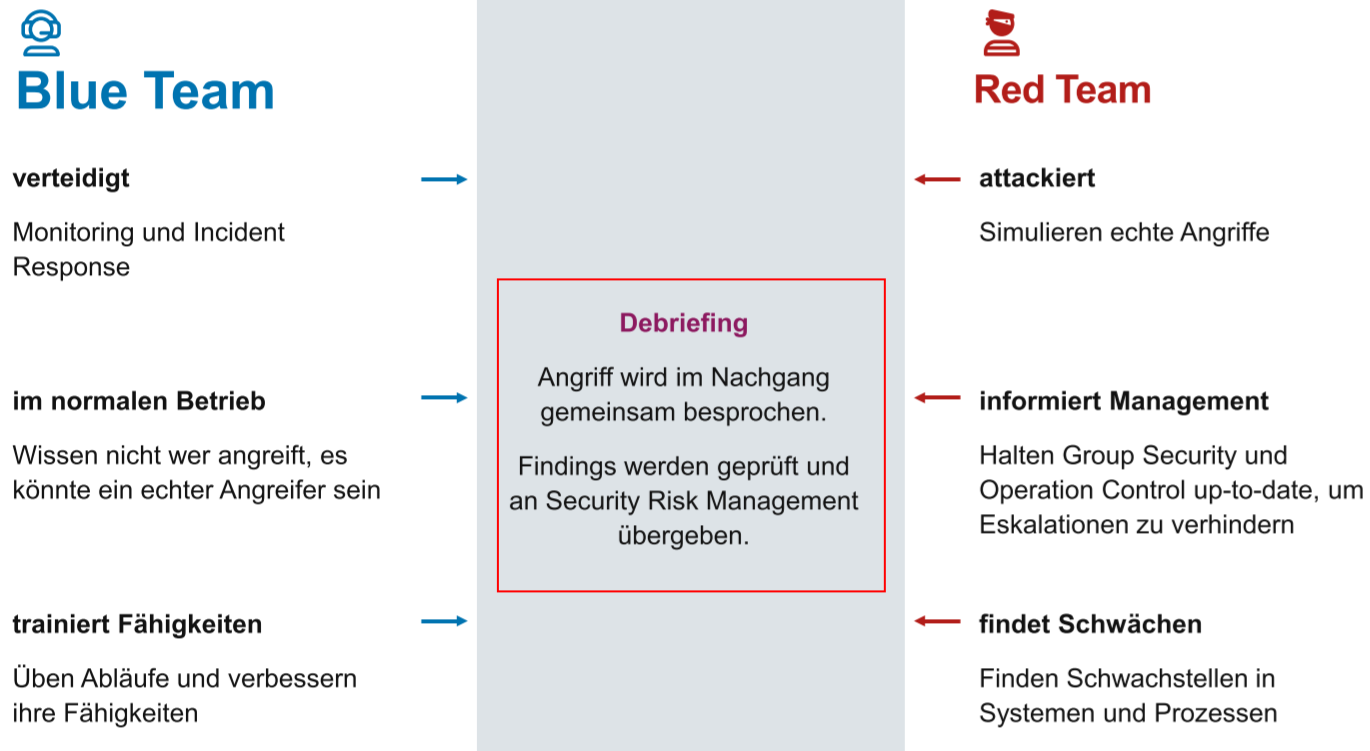 Blue Team
verteidigt
Monitoring und Incident
Response
im normalen Betrieb
Wissen nicht wer angreift, es
könnte ein echter Angreifer sein
trainiert Fähigkeiten
Üben Abläufe und verbessern
ihre Fähigkeiten
Debriefing
Angriff wird im Nachgang
gemeinsam besprochen.
Findings werden geprüft und
an Security Risk Management
übergeben.
Red Team
attackiert
Simulieren echte Angriffe
informiert Management
Halten Group Security und
Operation Control up-to-date, um
Eskalationen zu verhindern
findet Schwächen
Finden Schwachstellen in
Systemen und Prozessen